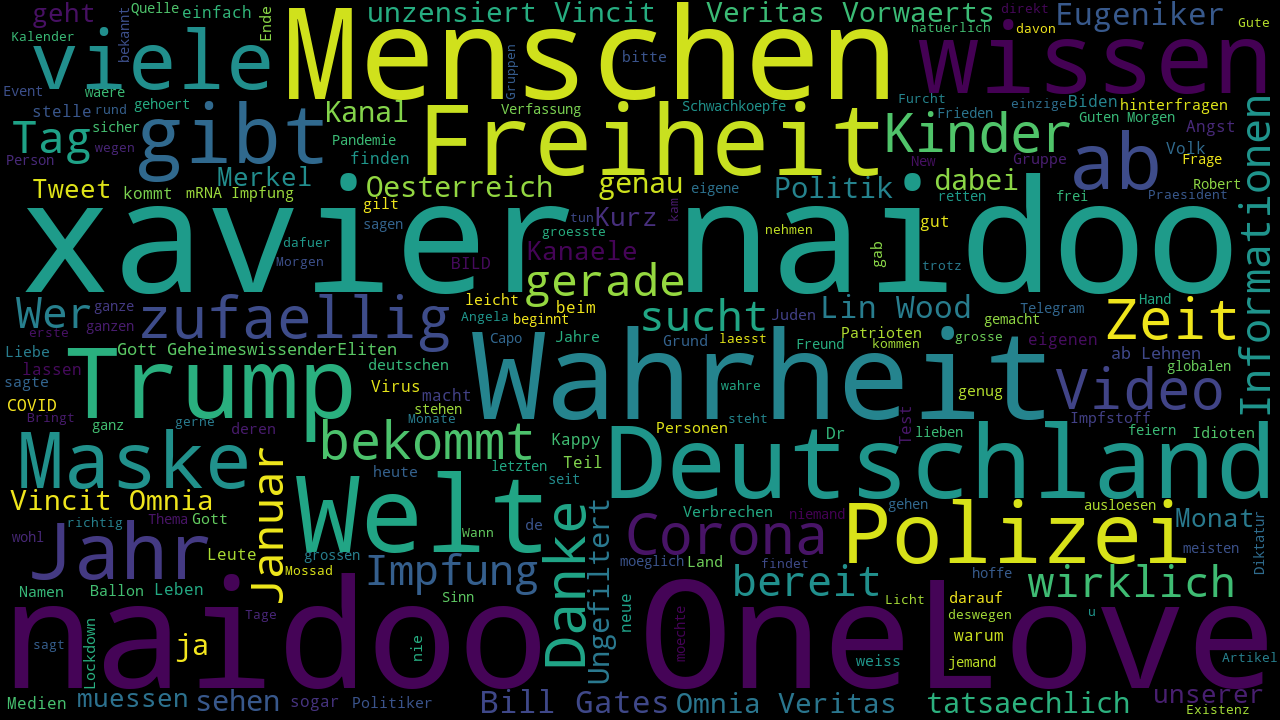 geht
Quelle
einfach
unzensiert Vincit
Veritas Vorwaerts
direkt
Eugeniker
Kalender
bekannt
Ende
Menschen
natuerlich
davon
Gute
viele
Gruppen
bitte
wissen
Event
waere
stelle
rund
gehoert
Kanal
Verfassung
Schwachkoepfe
Furcht
Frieden
einzige
Biden
hinterfragen
Tag
sicher
gibt
Freiheit
Kinder
Guten Morgen
Angst
Person
wegen
Pandemie
finden
New
Gruppe
ab
Volk
Frage
Informationen
Merkel
Tweet
kommt
mRNA Impfung
Oesterreich
genau
eigene
Politik
dabei
retten
frei
Robert
Praesident
gilt
sagen
xavier naidoo
tun
Kurz
kam
groesste
nehmen
gut
dafuer
Morgen
BILD
Kanaele
gab
trotz
gerade
Wer
ganze
ganzen
zufaellig
leicht
beim
Angela
beginnt
sucht
Juden
Lin Wood
Telegram
Hand
gemacht
Zeit
erste
Liebe
Gott GeheimeswissenderEliten
Capo
Jahre
Grund
laesst
Patrioten
Freund
kommen
grosse
eigenen
ab Lehnen
globalen
lassen
sagte
Trump
deutschen
Virus
macht
Wahrheit
wahre
genug
Video
COVID
Bringt
stehen
ganz
gerne
deren
Monate
steht
Test
Impfstoff
Maske
bekommt
Kappy
Personen
Dr
lieben
feiern
Idioten
Teil
letzten
heute
seit
Deutschland
Vincit Omnia
Januar
Welt
gehen
ausloesen
richtig
Thema
Gott
Verbrechen
niemand
Polizei
Monat
wohl
Jahr
Leute
grossen
Wann
de
Danke
Ungefiltert
Corona
meisten
Diktatur
Mossad
Impfung
moeglich
Land
findet
bereit
hoffe
wirklich
Namen
Ballon
Leben
Sinn
Licht
darauf
naidoo OneLove
Tage
neue
moechte
deswegen
u
sagt
Lockdown
ja
nie
warum
weiss
jemand
Artikel
Medien
muessen
sehen
sogar
Politiker
Bill Gates
Omnia Veritas
tatsaechlich
unserer
Existenz